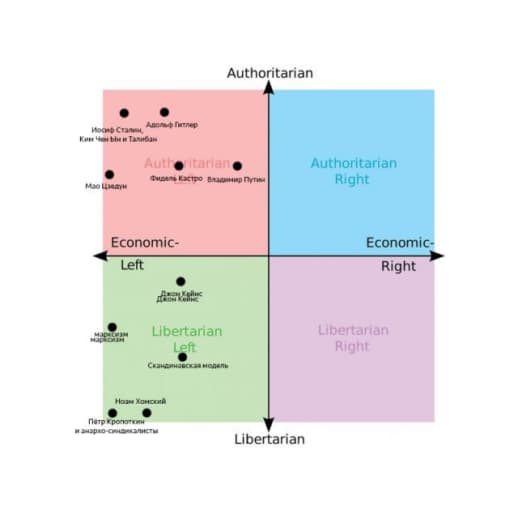 Authoritarian
Иосиф Сталин,
Ким Чен Ын и Талибан
Адольф Гитлер
Authoritarian
Left
Фидель Кастро
Владимир Путин
Мао Цзедун
Authoritarian
Right
Economic-
Left
Economic-
Right
Джон Кейнс
Джон Кейнс
марксизм
марксизм
Libertarian
Left
Скандинавская модель
Libertarian
Right
Ноам Хомский
Пётр Кропоткин
и анархо-синдикалисты
Libertarian